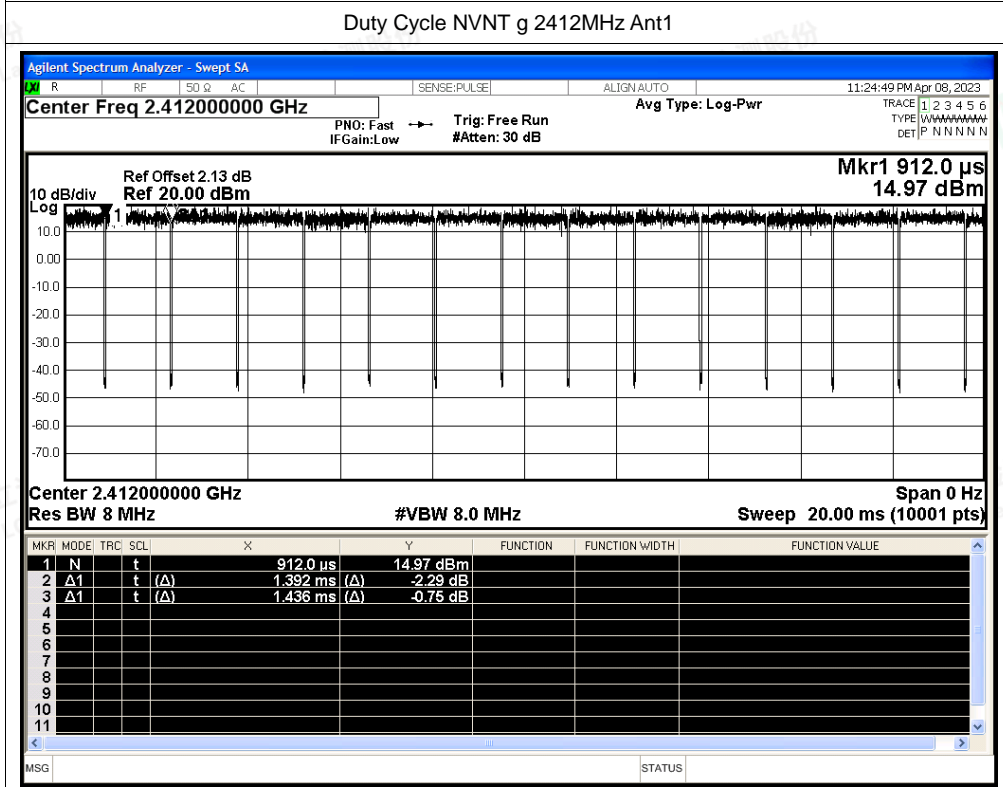 Duty Cycle NVNT g 2412MHz Ant1
Agilent Spectrum Analyzer - Swept SA
LXI R RF 50 Ω AC SENSE:PULSE ALIGN AUTO 11:24:49 PM Apr 08, 2023
Center Freq 2.412000000 GHz Avg Type: Log-Pwr TRACE 1 2 3 4 5 6
PNO: Fast Trig: Free Run TYPE WWWWWW
IFGain:Low #Atten: 30 dB DET P N N N N N
Mkr1 912.0 µs
Ref Offset 2.13 dB
10 dB/div Ref 20.00 dBm 14.97 dBm
Log
1
10.0
0.00
-10.0
-20.0
-30.0
-40.0
-50.0
-60.0
-70.0
Center 2.412000000 GHz Span 0 Hz
Res BW 8 MHz #VBW 8.0 MHz Sweep 20.00 ms (10001 pts)
MKR MODE TRC SCL X Y FUNCTION FUNCTION WIDTH FUNCTION VALUE
1 N t 912.0 µs 14.97 dBm
2 Δ1 t (Δ) 1.392 ms (Δ) -2.29 dB
3 Δ1 t (Δ) 1.436 ms (Δ) -0.75 dB
4
5
6
7
8
9
10
11
MSG STATUS